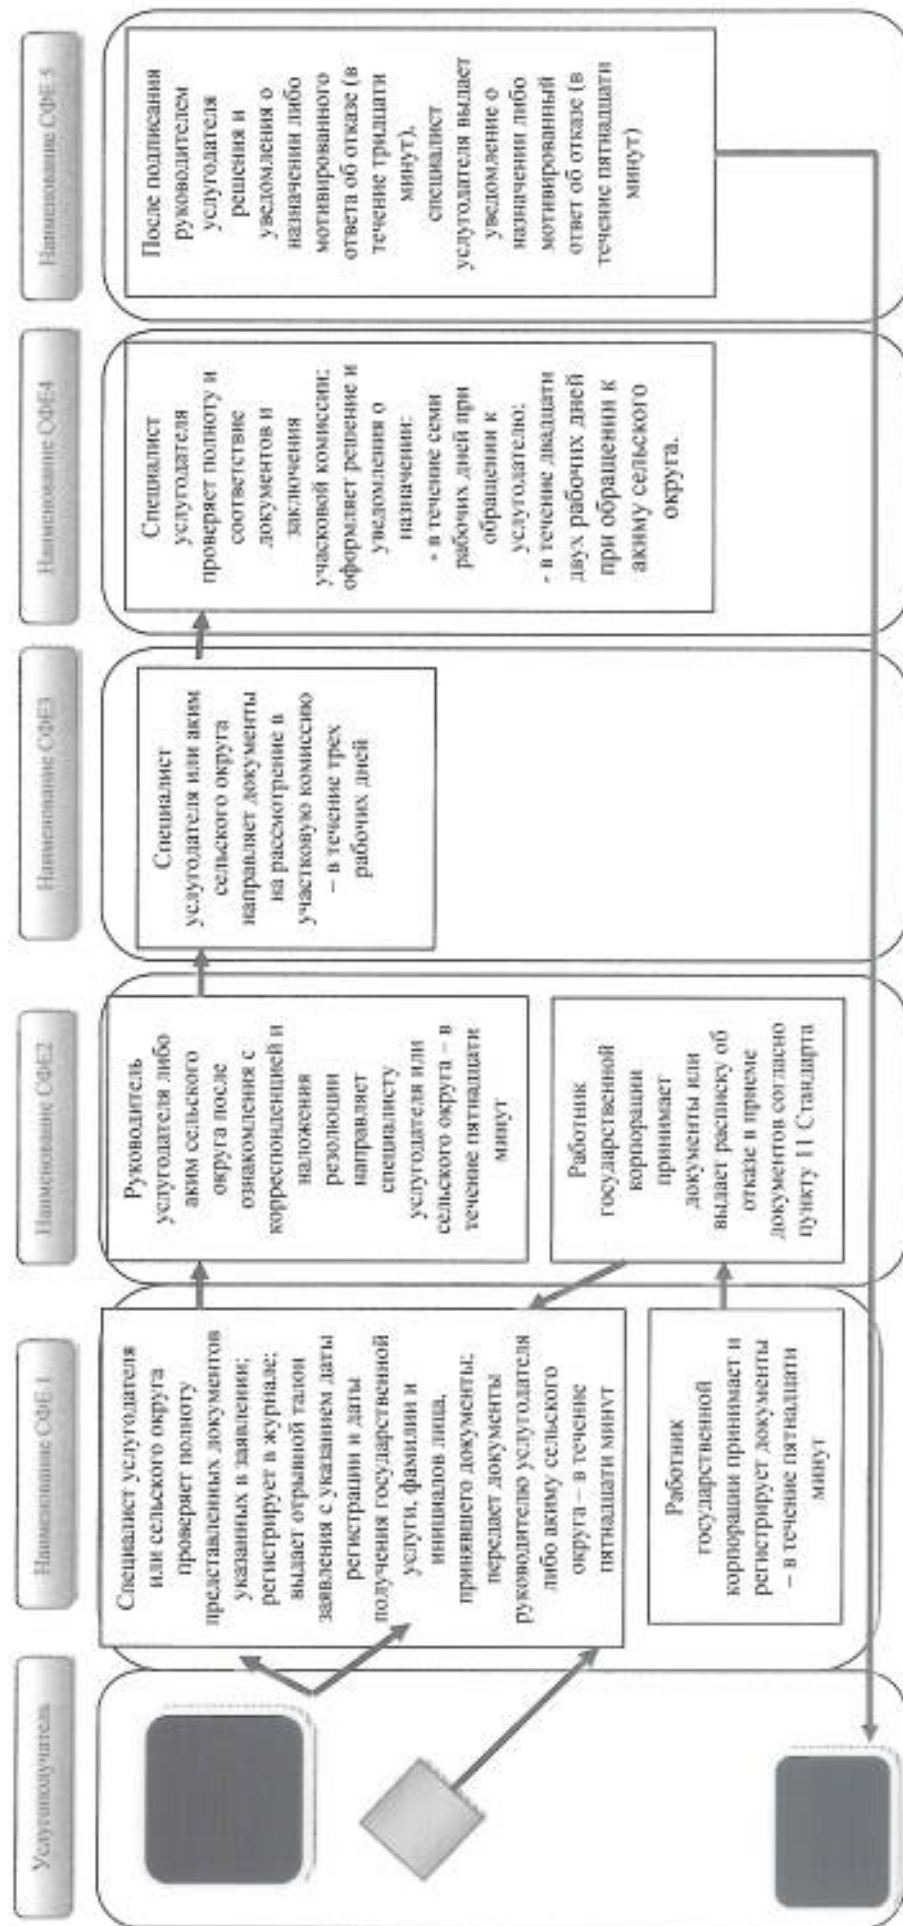 Услугополучатель
Наименование СФЕ 1
Наименование СФЕ2
Наименование СФЕ3
Наименование СФЕ4
Наименование СФЕ 5
Специалист услугодателя
или сельского округа
проверяет полноту
представленных документов
указанных в заявлении;
регистрирует в журнале;
выдает отрывной талон
заявления с указанием даты
регистрации и даты
получения государственной
услуги, фамилии и
инициалов лица,
принявшего документы;
передает документы
руководителю услугодателя
либо акиму сельского
округа – в течение
пятнадцати минут
Работник
государственной
корпорации принимает и
регистрирует документы
– в течение пятнадцати
минут
Руководитель
услугодателя либо
аким сельского
округа после
ознакомления с
корреспонденцией и
наложения
резолюции
направляет
специалисту
услугодателя или
сельского округа – в
течение пятнадцати
минут
Работник
государственной
корпорации
принимает
документы или
выдает расписку об
отказе в приеме
документов согласно
пункту 11 Стандарта
Специалист
услугодателя или аким
сельского округа
направляет документы
на рассмотрение в
участковую комиссию
– в течение трех
рабочих дней
Специалист
услугодателя
проверяет полноту и
соответствие
документов и
заключения
учасковой комиссии;
оформляет решение и
уведомления о
назначении:
- в течение семи
рабочих дней при
обращении к
услугодателю;
- в течение двадцати
двух рабочих дней
при обращении к
акиму сельского
округа.
После подписания
руководителем
услугодателя
решения и
уведомления о
назначении либо
мотивированного
ответа об отказе (в
течение тридцати
минут),
специалист
услугодателя выдает
уведомление о
назначении либо
мотивированный
ответ об отказе (в
течение пятнадцати
минут)